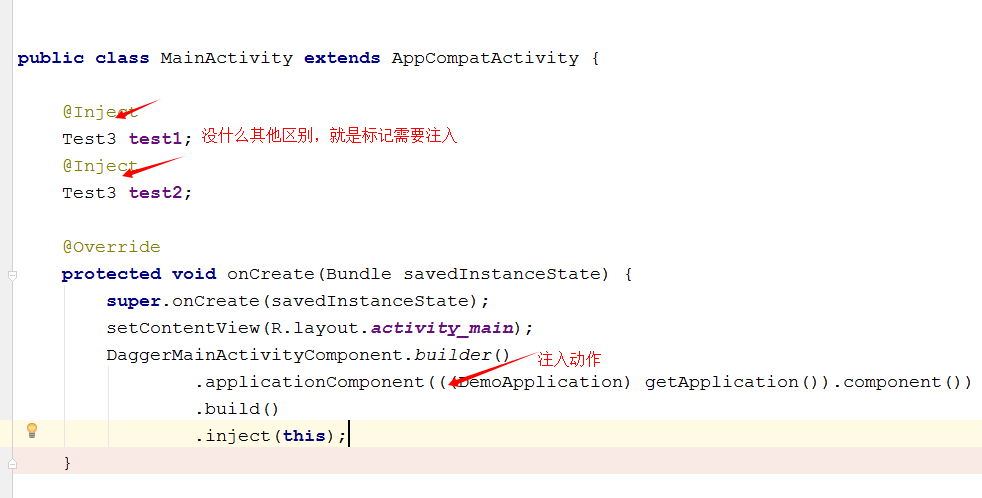 public class MainActivity extends AppCompatActivity {
@Inject
Test3 test1; 没什么其他区别，就是标记需要注入
@Inject
Test3 test2;
@Override
protected void onCreate(Bundle savedInstanceState) {
super.onCreate(savedInstanceState);
setContentView(R.layout.activity_main);
DaggerMainActivityComponent.builder() 注入动作
.applicationComponent(((DemoApplication) getApplication()).component())
.build()
.inject(this);
}